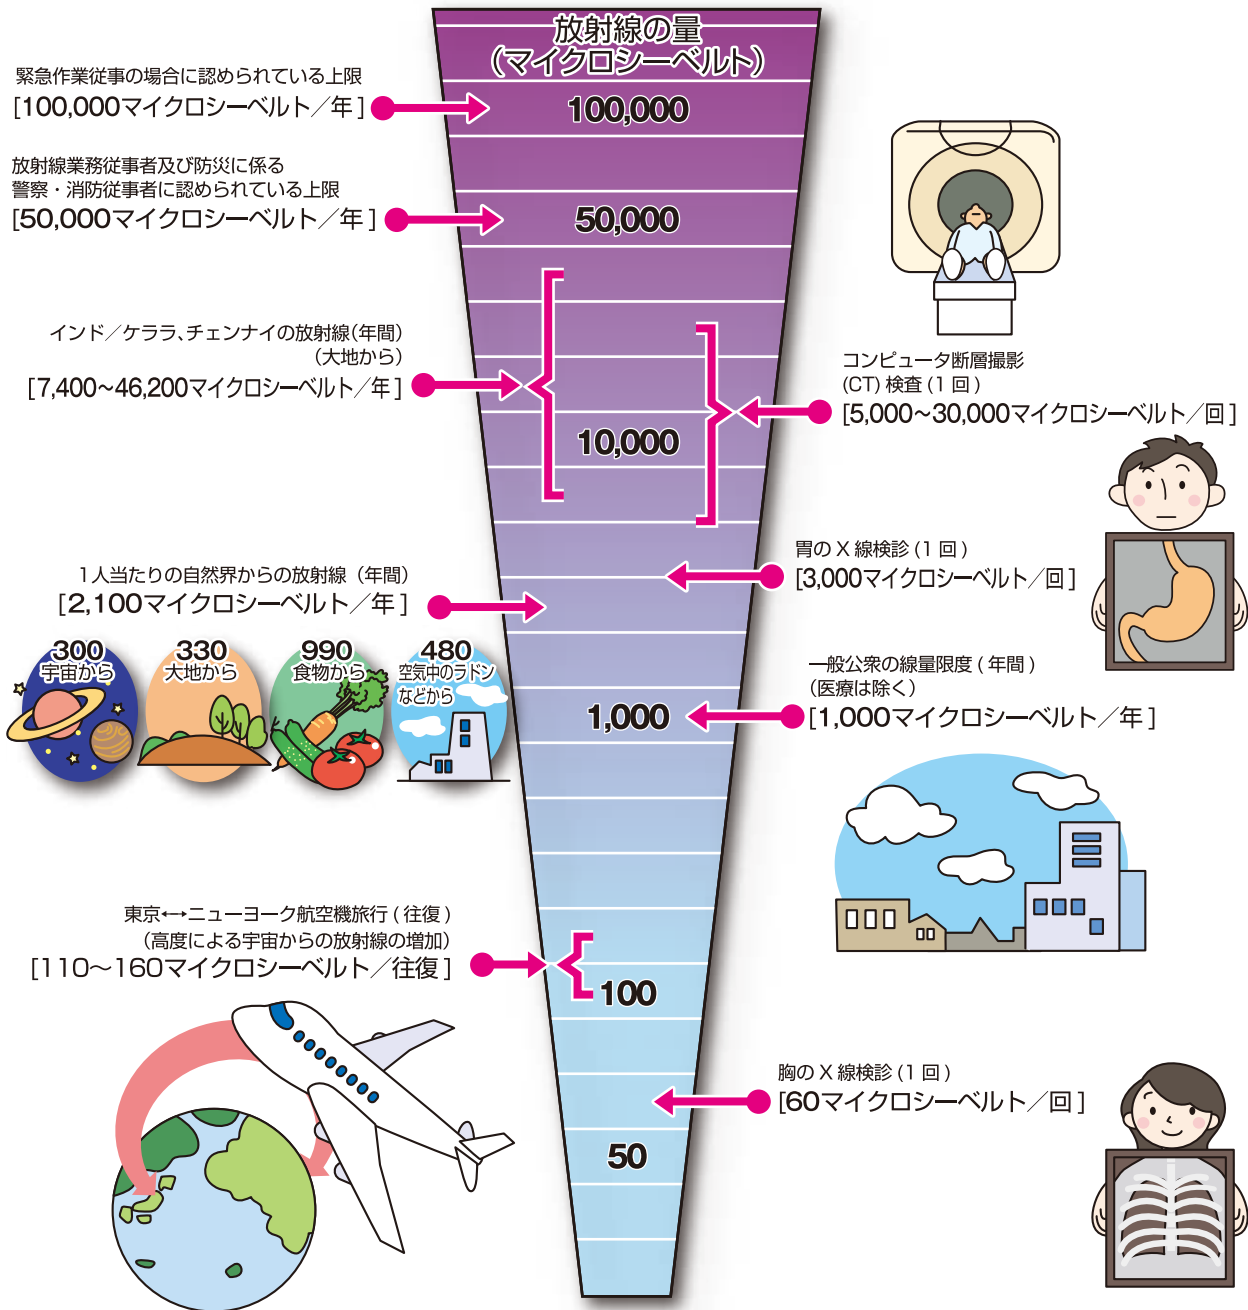 放射線の量
(マイクロシーベルト)
緊急作業従事の場合に認められている上限
[100,000マイクロシーベルト／年]
100,000
放射線業務従事者及び防災に係る
警察・消防従事者に認められている上限
[50,000マイクロシーベルト／年]
50,000
インド／ケララ、チェンナイの放射線(年間)
(大地から)
[7,400〜46,200マイクロシーベルト／年]
コンピュータ断層撮影
(CT) 検査 (1回)
[5,000〜30,000マイクロシーベルト／回]
10,000
胃のX線検診 (1回)
[3,000マイクロシーベルト／回]
1人当たりの自然界からの放射線 (年間)
[2,100マイクロシーベルト／年]
300
宇宙から
330
大地から
990
食物から
480
空気中のラドン
などから
一般公衆の線量限度 (年間)
(医療は除く)
[1,000マイクロシーベルト／年]
1,000
東京↔ニューヨーク航空機旅行 (往復)
(高度による宇宙からの放射線の増加)
[110〜160マイクロシーベルト／往復]
100
胸のX線検診 (1回)
[60マイクロシーベルト／回]
50